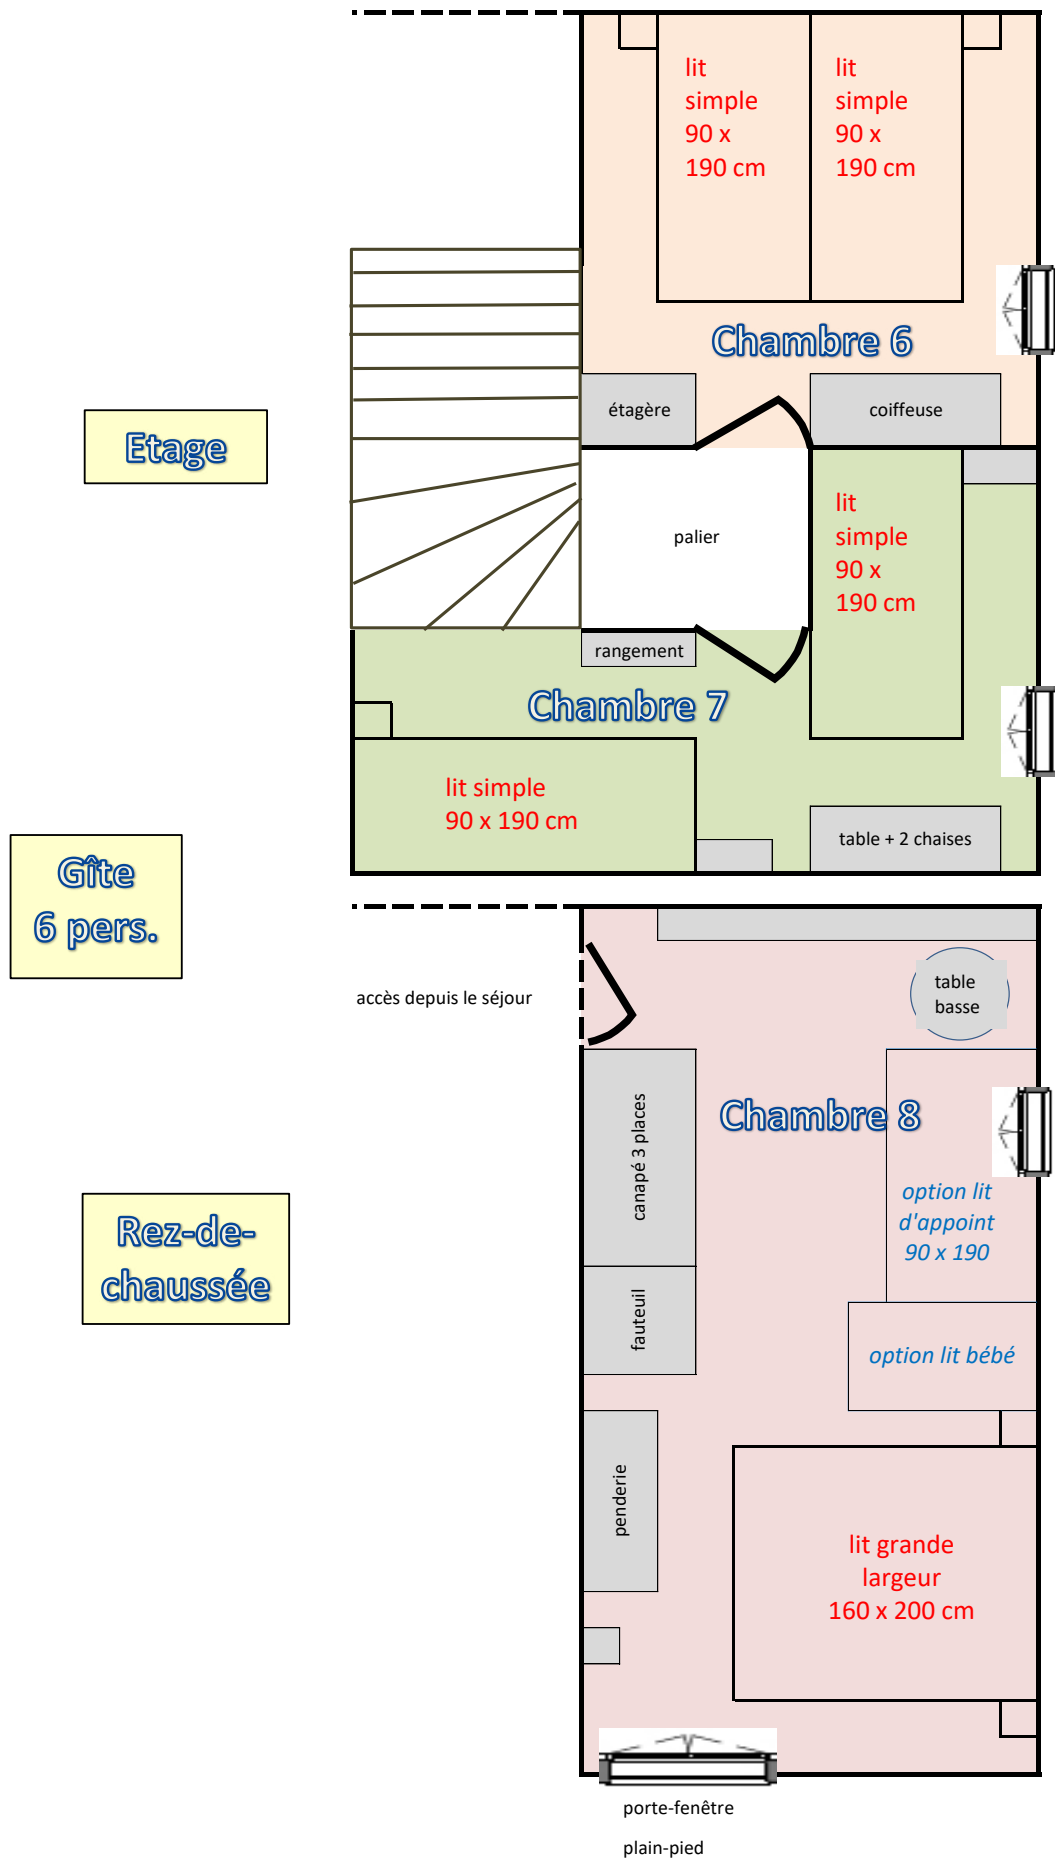 lit
simple
90 x
190 cm
lit
simple
90 x
190 cm
Chambre 6
étagère
coiffeuse
Etage
palier
lit
simple
90 x
190 cm
rangement
Chambre 7
lit simple
90 x 190 cm
table + 2 chaises
Gîte
6 pers.
accès depuis le séjour
table
basse
canapé 3 places
Chambre 8
option lit
d'appoint
90 x 190
Rez-de-
chaussée
fauteuil
option lit bébé
penderie
lit grande
largeur
160 x 200 cm
porte-fenêtre
plain-pied